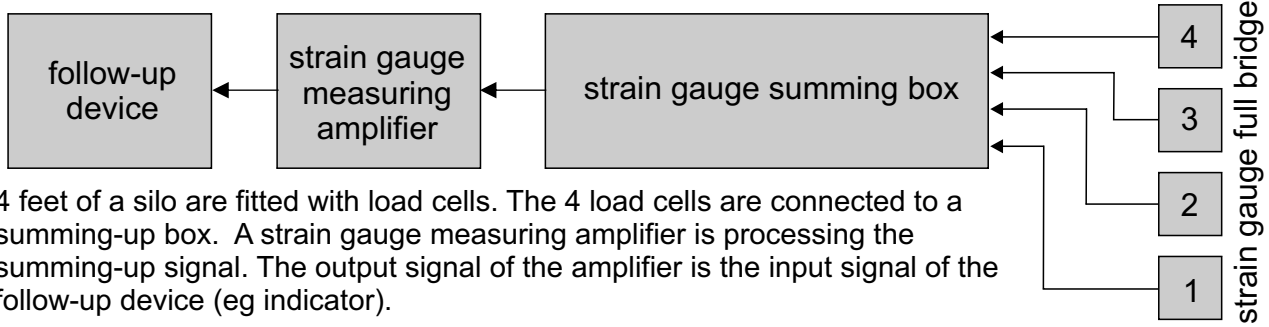 follow-up
device
strain gauge
measuring
amplifier
strain gauge summing box
4
3
2
1
strain gauge full bridge
4 feet of a silo are fitted with load cells. The 4 load cells are connected to a
summing-up box. A strain gauge measuring amplifier is processing the
summing-up signal. The output signal of the amplifier is the input signal of the
follow-up device (eg indicator).